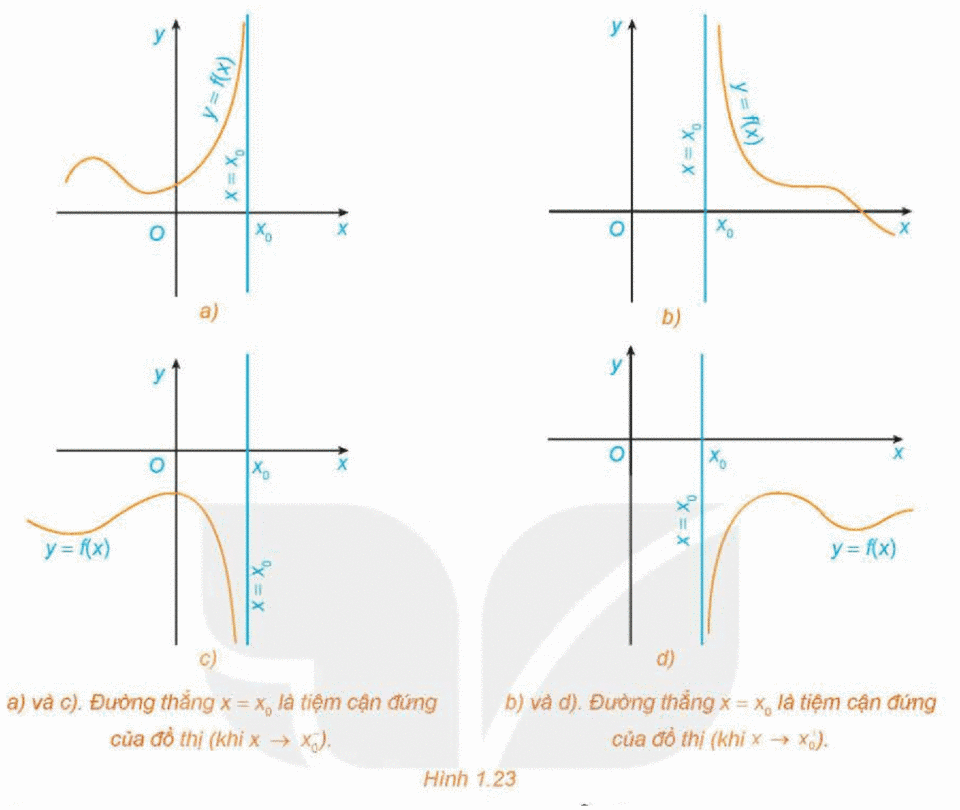 y
y = f(x)
x = x₀
O
x₀
x
a)
y
y = f(x)
x = x₀
O
x₀
x
b)
y
O
x₀
x
y = f(x)
x = x₀
c)
y
O
x₀
x
x = x₀
y = f(x)
d)
a) và c). Đường thẳng x = x₀ là tiệm cận đứng
của đồ thị (khi x → x₀⁻).
b) và d). Đường thẳng x = x₀ là tiệm cận đứng
của đồ thị (khi x → x₀⁺).
Hình 1.23